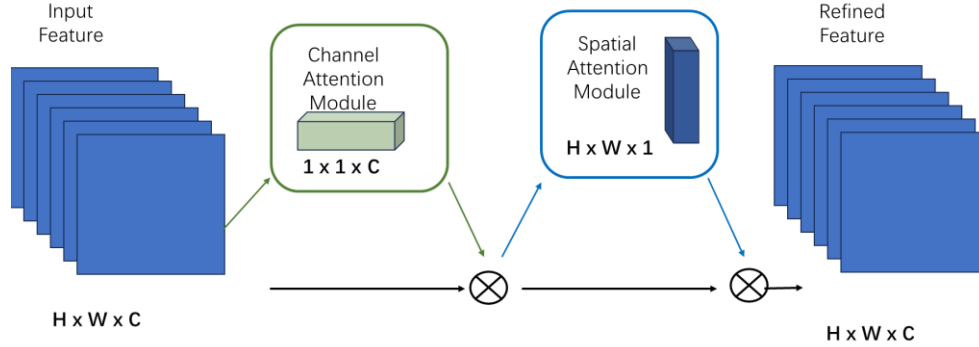 Input
Feature
H x W x C
Channel
Attention
Module
1 x 1 x C
Spatial
Attention
Module
H x W x 1
Refined
Feature
H x W x C